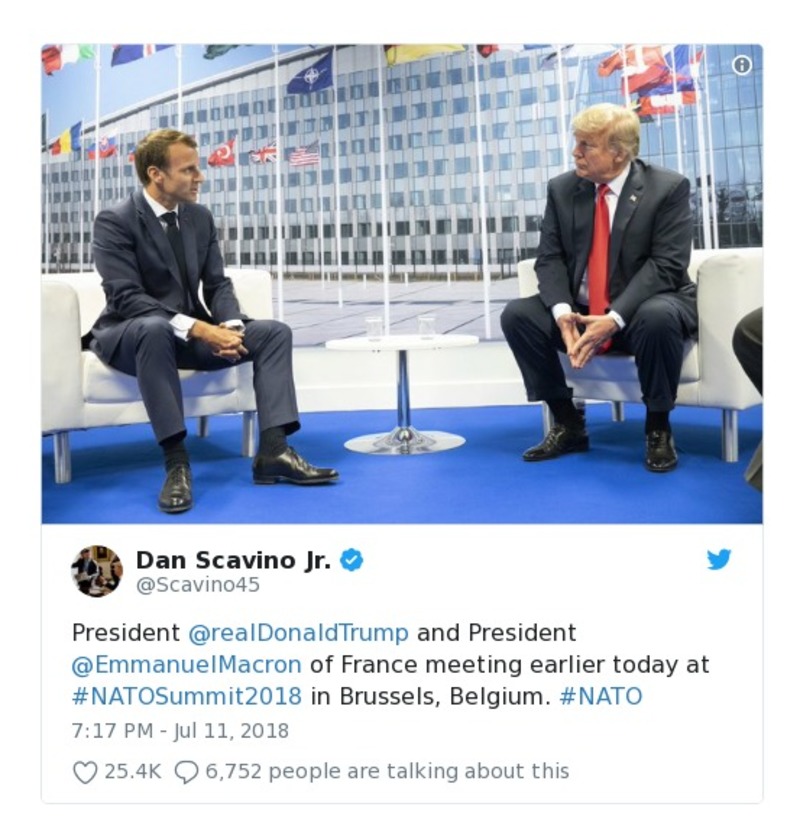 Dan Scavino Jr.
@Scavino45
President @realDonaldTrump and President
@EmmanuelMacron of France meeting earlier today at
#NATOSummit2018 in Brussels, Belgium. #NATO
7:17 PM - Jul 11, 2018
25.4K 6,752 people are talking about this